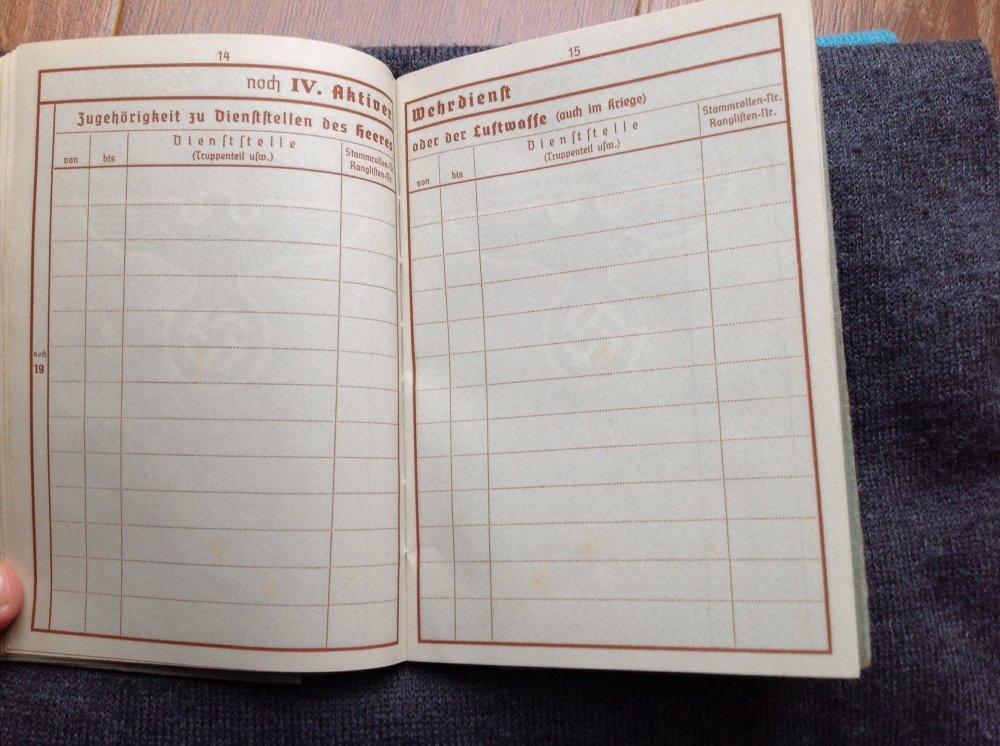 14
noch IV. Aktiver
Zugehörigkeit zu Dienststellen des Heeres
von
bis
Dienststelle
(Truppenteil usw.)
Stammrollen-Nr.
Ranglisten-Nr.
noch
19
15
Wehrdienst
oder der Luftwaffe (auch im Kriege)
von
bis
Dienststelle
(Truppenteil usw.)
Stammrollen-Nr.
Ranglisten-Nr.